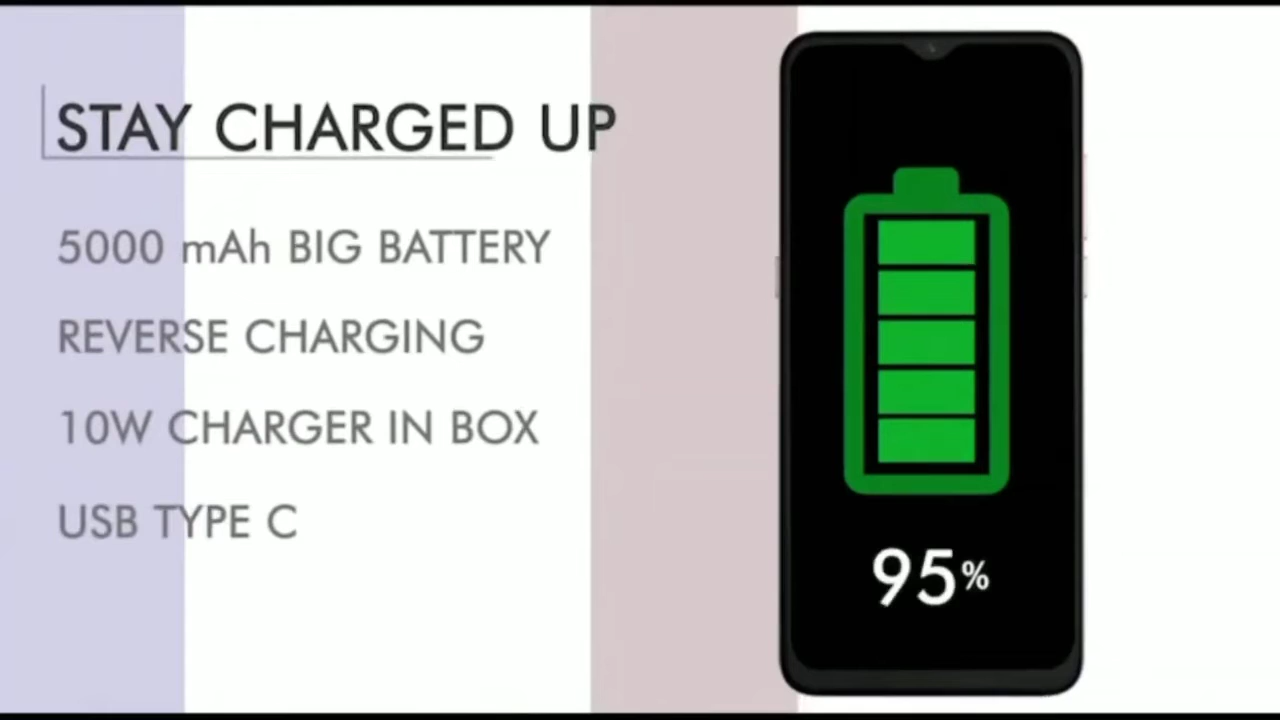 STAY CHARGED UP
5000 mAh BIG BATTERY
REVERSE CHARGING
10W CHARGER IN BOX
USB TYPE C
95%